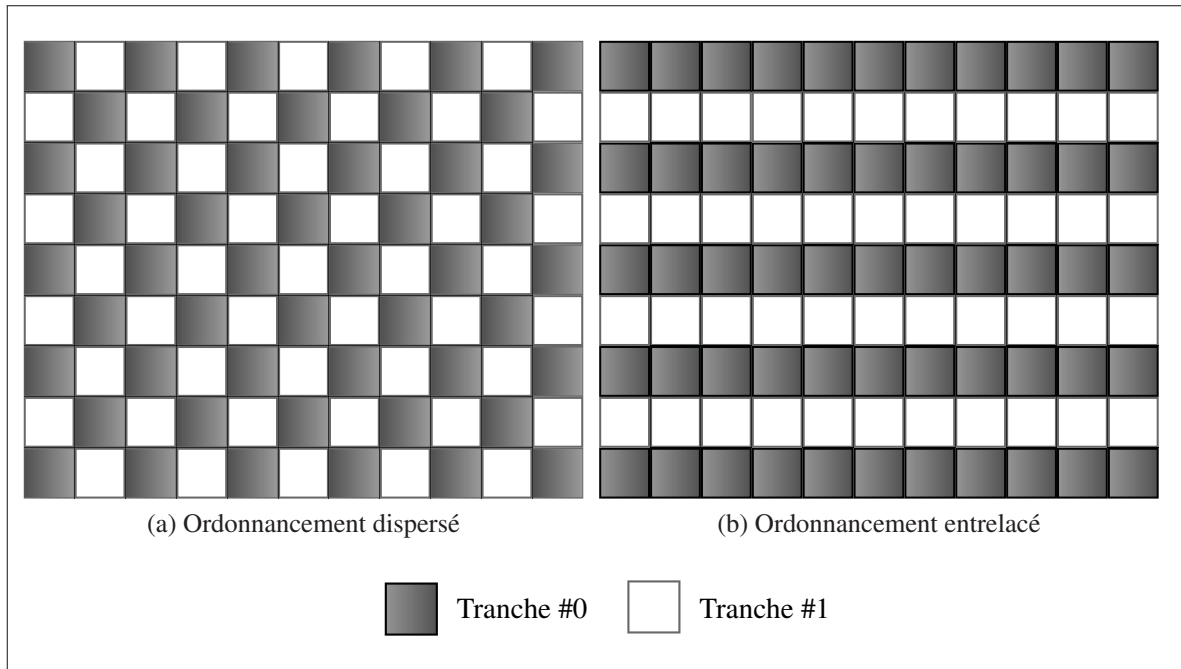 (a) Ordonnancement dispersé
(b) Ordonnancement entrelacé
Tranche #0
Tranche #1